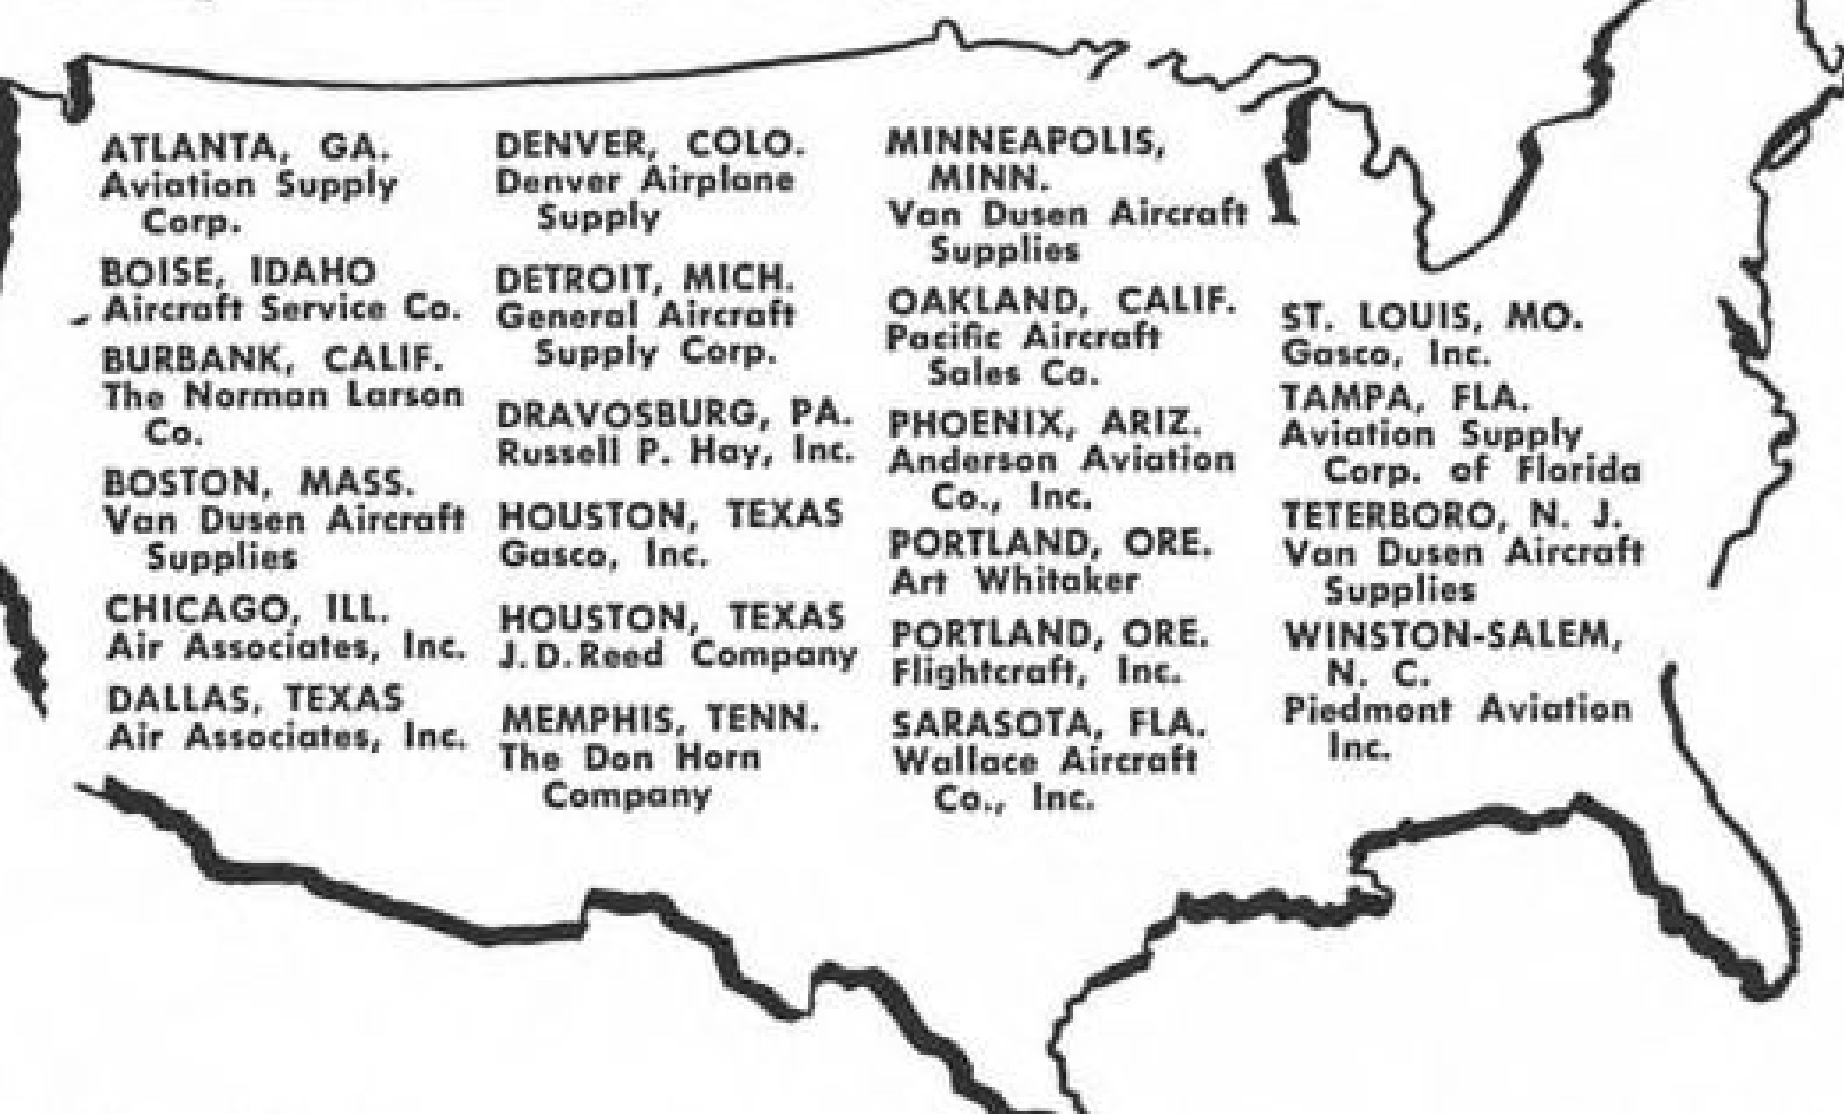 ATLANTA, GA.
Aviation Supply
Corp.
BOISE, IDAHO
Aircraft Service Co.
BURBANK, CALIF.
The Norman Larson
Co.
BOSTON, MASS.
Van Dusen Aircraft
Supplies
CHICAGO, ILL.
Air Associates, Inc.
DALLAS, TEXAS
Air Associates, Inc.
DENVER, COLO.
Denver Airplane
Supply
DETROIT, MICH.
General Aircraft
Supply Corp.
DRAVOSBURG, PA.
Russell P. Hay, Inc.
HOUSTON, TEXAS
Gasco, Inc.
HOUSTON, TEXAS
J. D. Reed Company
MEMPHIS, TENN.
The Don Horn
Company
MINNEAPOLIS,
MINN.
Van Dusen Aircraft
Supplies
OAKLAND, CALIF.
Pacific Aircraft
Sales Co.
PHOENIX, ARIZ.
Anderson Aviation
Co., Inc.
PORTLAND, ORE.
Art Whitaker
PORTLAND, ORE.
Flightcraft, Inc.
SARASOTA, FLA.
Wallace Aircraft
Co., Inc.
ST. LOUIS, MO.
Gasco, Inc.
TAMPA, FLA.
Aviation Supply
Corp. of Florida
TETERBORO, N. J.
Van Dusen Aircraft
Supplies
WINSTON-SALEM,
N. C.
Piedmont Aviation
Inc.